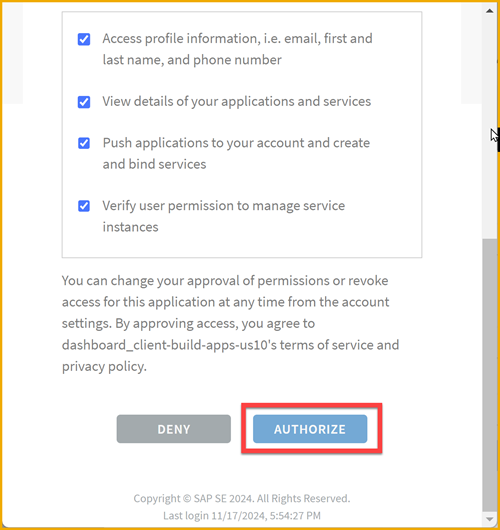 Access profile information, i.e. email, first and
last name, and phone number
View details of your applications and services
Push applications to your account and create
and bind services
Verify user permission to manage service
instances
You can change your approval of permissions or revoke
access for this application at any time from the account
settings. By approving access, you agree to
dashboard_client-build-apps-us10's terms of service and
privacy policy.
DENY
AUTHORIZE
Copyright © SAP SE 2024. All Rights Reserved.
Last login 11/17/2024, 5:54:27 PM